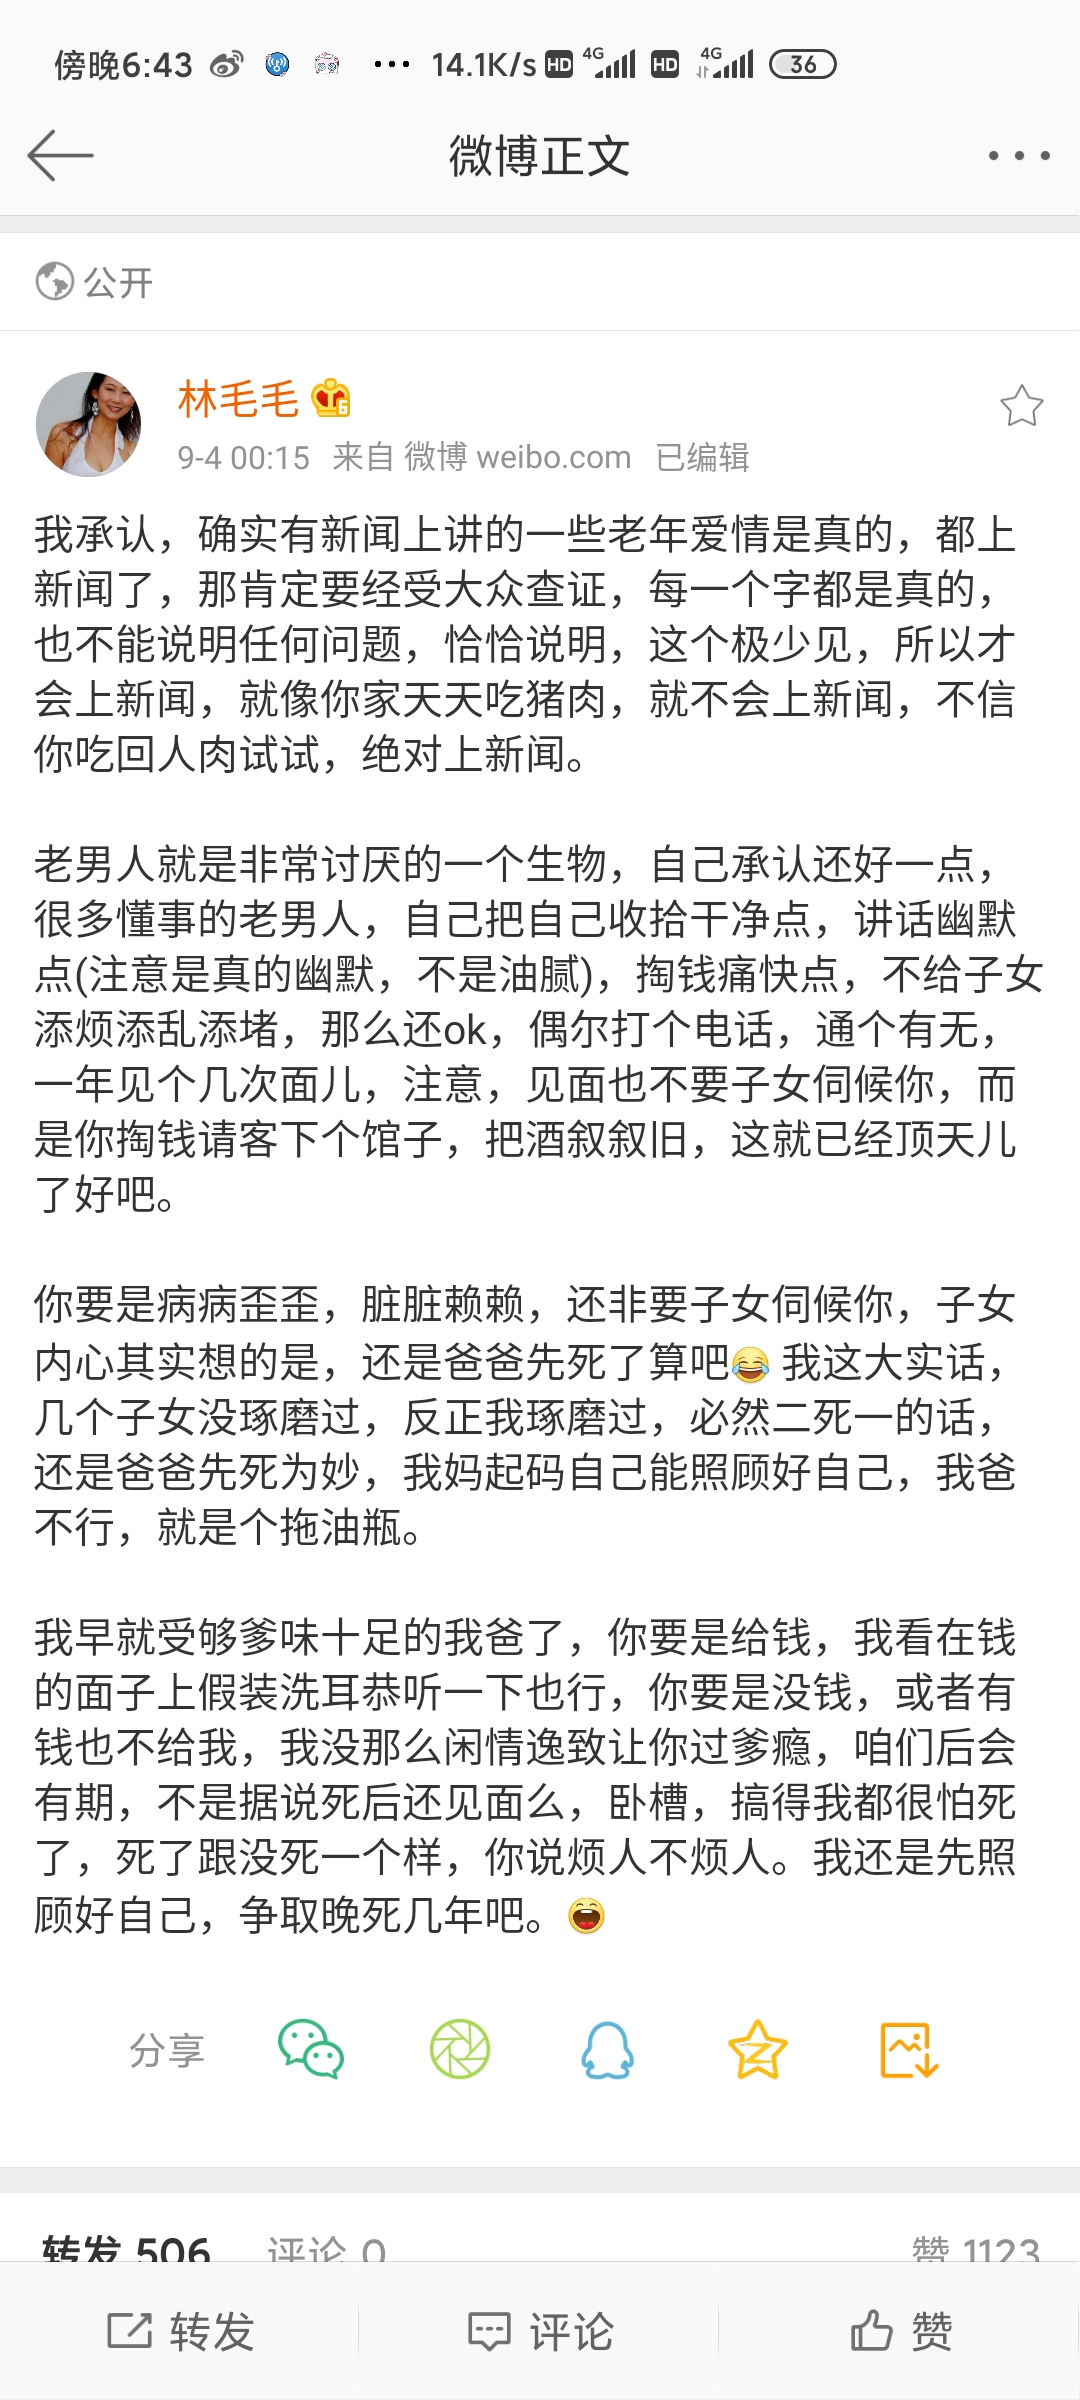 傍晚6:43 ··· 14.1K/s HD 4G HD 4G 36
微博正文
公开
林毛毛 6
9-4 00:15 来自 微博 weibo.com 已编辑
我承认，确实有新闻上讲的一些老年爱情是真的，都上
新闻了，那肯定要经受大众查证，每一个字都是真的，
也不能说明任何问题，恰恰说明，这个极少见，所以才
会上新闻，就像你家天天吃猪肉，就不会上新闻，不信
你吃回人肉试试，绝对上新闻。
老男人就是非常讨厌的一个生物，自己承认还好一点，
很多懂事的老男人，自己把自己收拾干净点，讲话幽默
点(注意是真的幽默，不是油腻)，掏钱痛快点，不给子女
添烦添乱添堵，那么还ok，偶尔打个电话，通个有无，
一年见个几次面儿，注意，见面也不要子女伺候你，而
是你掏钱请客下个馆子，把酒叙叙旧，这就已经顶天儿
了好吧。
你要是病病歪歪，脏脏赖赖，还非要子女伺候你，子女
内心其实想的是，还是爸爸先死了算吧😂 我这大实话，
几个子女没琢磨过，反正我琢磨过，必然二死一的话，
还是爸爸先死为妙，我妈起码自己能照顾好自己，我爸
不行，就是个拖油瓶。
我早就受够爹味十足的我爸了，你要是给钱，我看在钱
的面子上假装洗耳恭听一下也行，你要是没钱，或者有
钱也不给我，我没那么闲情逸致让你过爹瘾，咱们后会
有期，不是据说死后还见面么，卧槽，搞得我都很怕死
了，死了跟没死一个样，你说烦人不烦人。我还是先照
顾好自己，争取晚死几年吧。😄
分享
转发 506 评论 0 赞 1123
转发 评论 赞